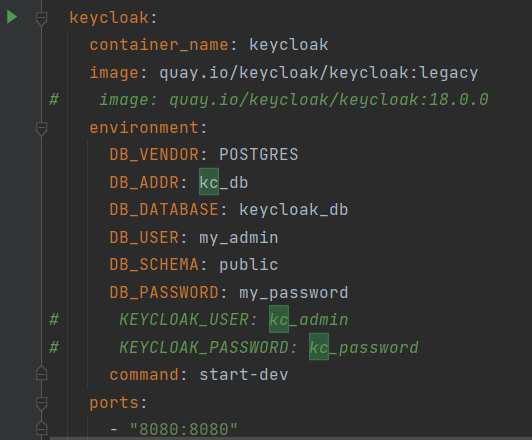 keycloak:
container_name: keycloak
image: quay.io/keycloak/keycloak:legacy
# image: quay.io/keycloak/keycloak:18.0.0
environment:
DB_VENDOR: POSTGRES
DB_ADDR: kc_db
DB_DATABASE: keycloak_db
DB_USER: my_admin
DB_SCHEMA: public
DB_PASSWORD: my_password
# KEYCLOAK_USER: kc_admin
# KEYCLOAK_PASSWORD: kc_password
command: start-dev
ports:
- "8080:8080"